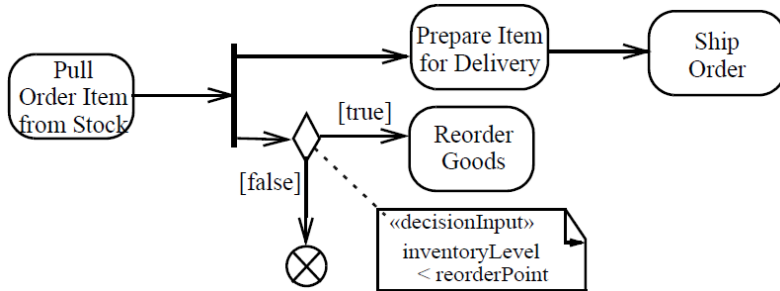 Pull
Order Item
from Stock
Prepare Item
for Delivery
Ship
Order
[true]
Reorder
Goods
[false]
«decisionInput»
inventoryLevel
< reorderPoint